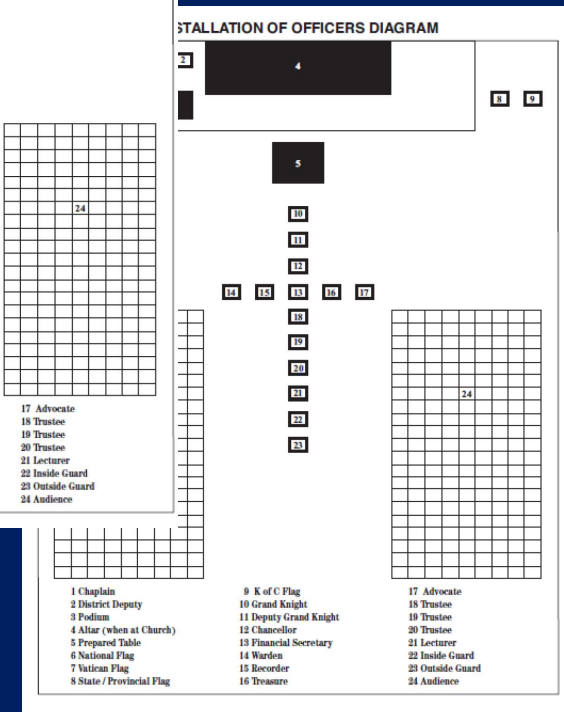 STALLATION OF OFFICERS DIAGRAM
2
4
8 9
5
24
10
11
12
14 15 13 16 17
18
19
20
21
24
22
23
17 Advocate
18 Trustee
19 Trustee
20 Trustee
21 Lecturer
22 Inside Guard
23 Outside Guard
24 Audience
1 Chaplain
2 District Deputy
3 Podium
4 Altar (when at Church)
5 Prepared Table
6 National Flag
7 Vatican Flag
8 State / Provincial Flag
9 K of C Flag
10 Grand Knight
11 Deputy Grand Knight
12 Chancellor
13 Financial Secretary
14 Warden
15 Recorder
16 Treasure
17 Advocate
18 Trustee
19 Trustee
20 Trustee
21 Lecturer
22 Inside Guard
23 Outside Guard
24 Audience